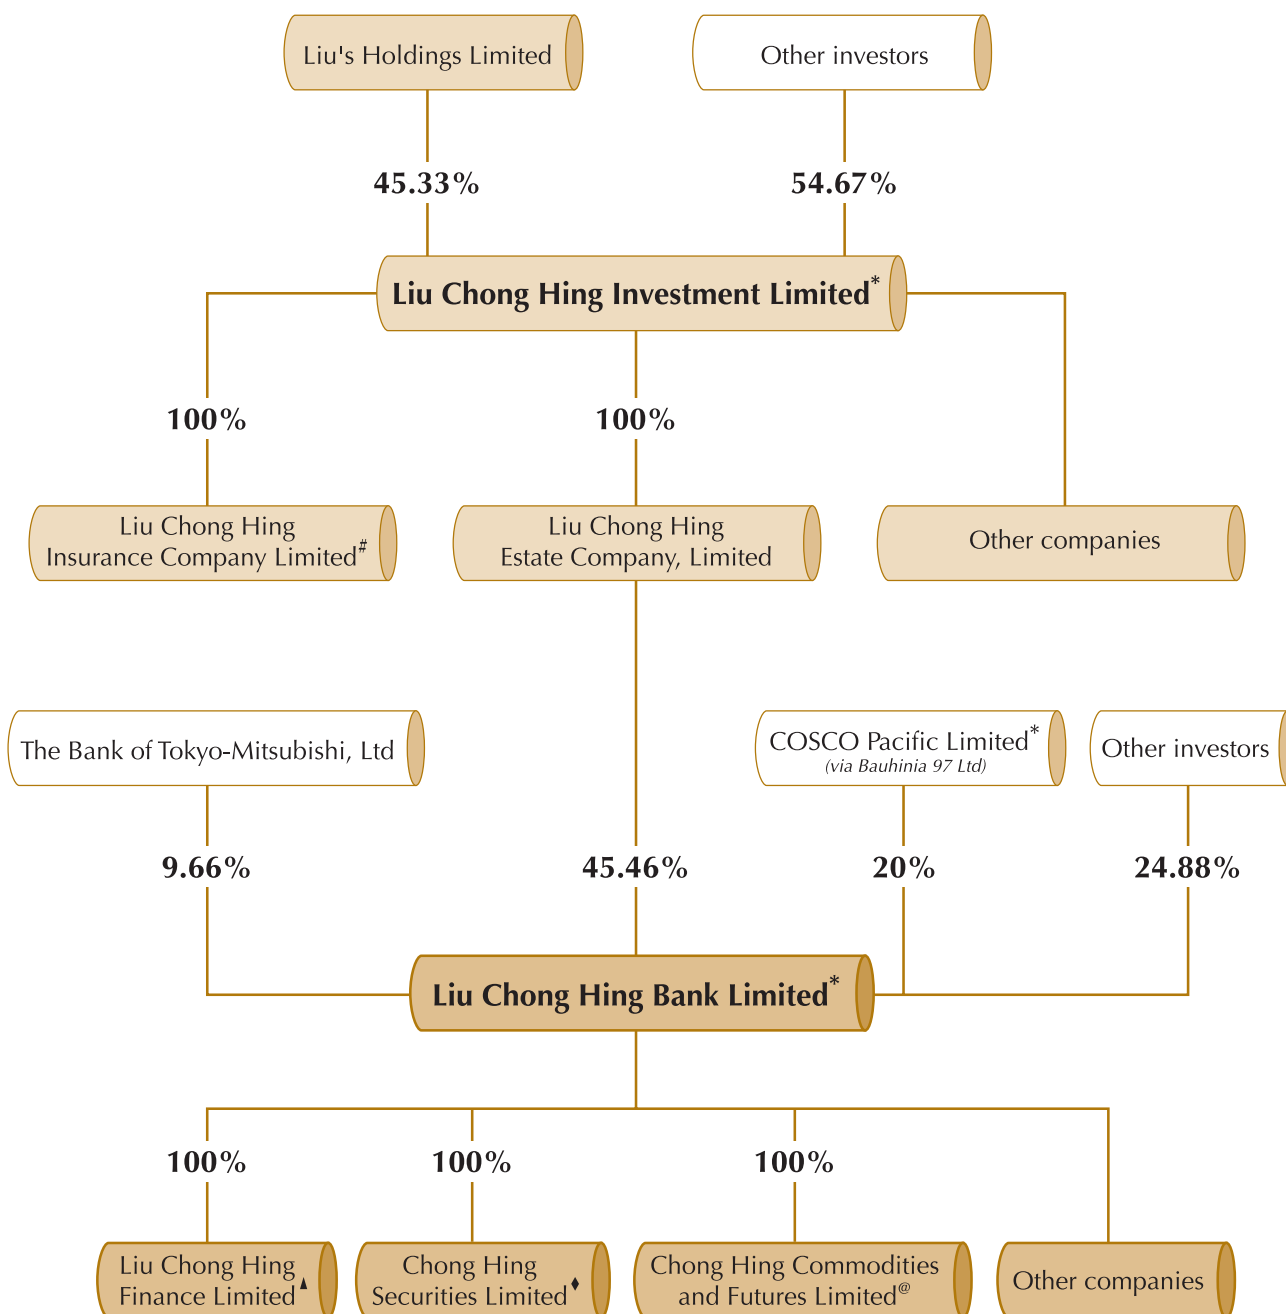 Liu's Holdings Limited
Other investors
45.33%
54.67%
Liu Chong Hing Investment Limited*
100%
100%
Liu Chong Hing
Insurance Company Limited#
Liu Chong Hing
Estate Company, Limited
Other companies
The Bank of Tokyo-Mitsubishi, Ltd
COSCO Pacific Limited*
(via Bauhinia 97 Ltd)
Other investors
9.66%
45.46%
20%
24.88%
Liu Chong Hing Bank Limited*
100%
100%
100%
Liu Chong Hing
Finance Limited▲
Chong Hing
Securities Limited♦
Chong Hing Commodities
and Futures Limited@
Other companies